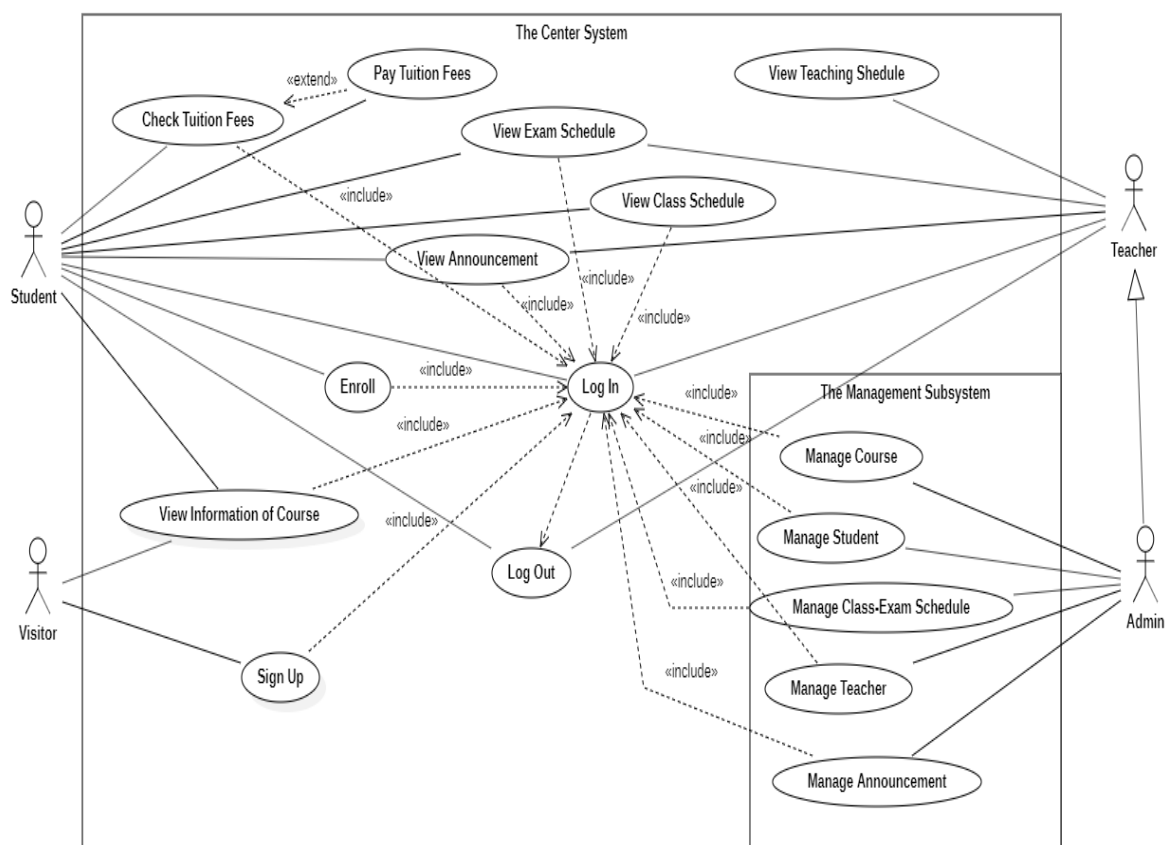 The Center System
Pay Tuition Fees
View Teaching Shedule
«extend»
Check Tuition Fees
View Exam Schedule
«include»
View Class Schedule
Student
Teacher
View Announcement
«include»
«include»
«include»
Enroll
«include»
Log In
«include»
The Management Subsystem
«include»
«include»
Manage Course
«include»
View Information of Course
«include»
Manage Student
Log Out
«include»
Manage Class-Exam Schedule
Visitor
Admin
Sign Up
«include»
Manage Teacher
Manage Announcement